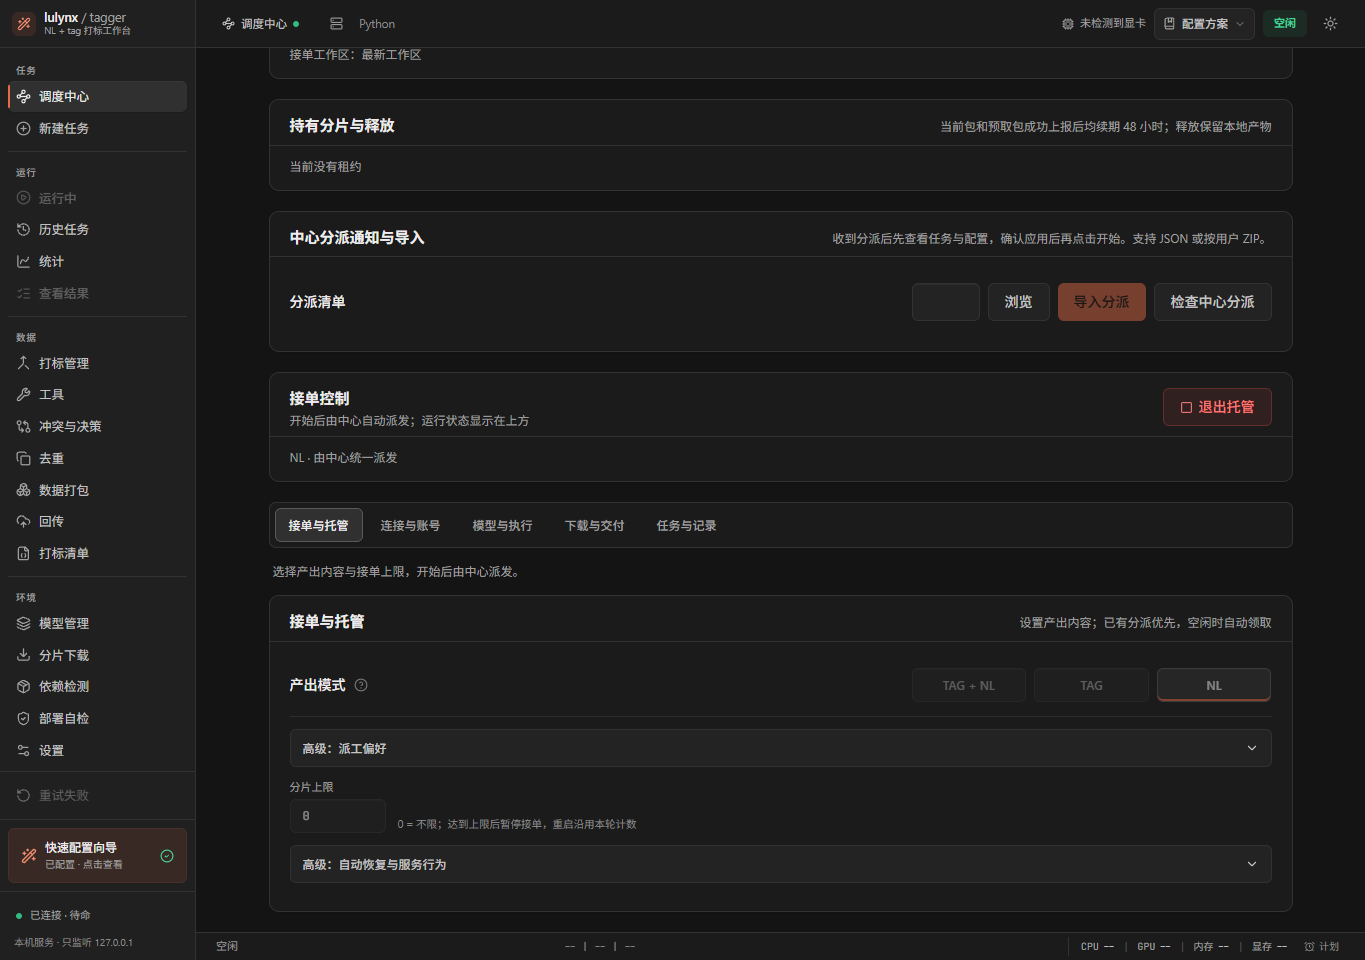 lulynx / tagger
NL + tag 打标工作台
任务
调度中心
新建任务
运行
运行中
历史任务
统计
查看结果
数据
打标管理
工具
冲突与决策
去重
数据打包
回传
打标清单
环境
模型管理
分片下载
依赖检测
部署自检
设置
重试失败
快速配置向导
已配置 · 点击查看
已连接 · 待命
本机服务 · 只监听 127.0.0.1
调度中心 Python 未检测到显卡 配置方案 空闲
接单工作区：最新工作区
持有分片与释放 当前包和预取包成功上报后均续期 48 小时；释放保留本地产物
当前没有租约
中心分派通知与导入 收到分派后先查看任务与配置，确认应用后再点击开始。支持 JSON 或按用户 ZIP。
分派清单 浏览 导入分派 检查中心分派
接单控制
开始后由中心自动派发；运行状态显示在上方
退出托管
NL · 由中心统一派发
接单与托管 连接与账号 模型与执行 下载与交付 任务与记录
选择产出内容与接单上限，开始后由中心派发。
接单与托管 设置产出内容；已有分派优先，空闲时自动领取
产出模式 TAG + NL TAG NL
高级：派工偏好
分片上限
0 0 = 不限；达到上限后暂停接单，重启沿用本轮计数
高级：自动恢复与服务行为
空闲 -- | -- | -- CPU -- | GPU -- | 内存 -- | 显存 -- 计划